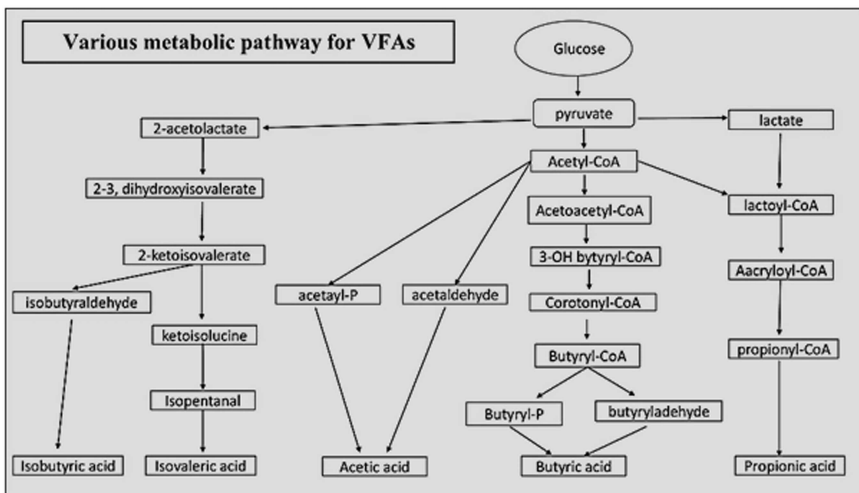 Various metabolic pathway for VFAs
Glucose
pyruvate
2-acetolactate
lactate
Acetyl-CoA
2-3, dihydroxyisovalerate
Acetoacetyl-CoA
lactoyl-CoA
2-ketoisovalerate
3-OH bytyryl-CoA
Aacryloyl-CoA
isobutyraldehyde
acetayl-P
acetaldehyde
Corotonyl-CoA
ketoisolucine
Butyryl-CoA
propionyl-CoA
Isopentanal
Butyryl-P
butyryladehyde
Isobutyric acid
Isovaleric acid
Acetic acid
Butyric acid
Propionic acid